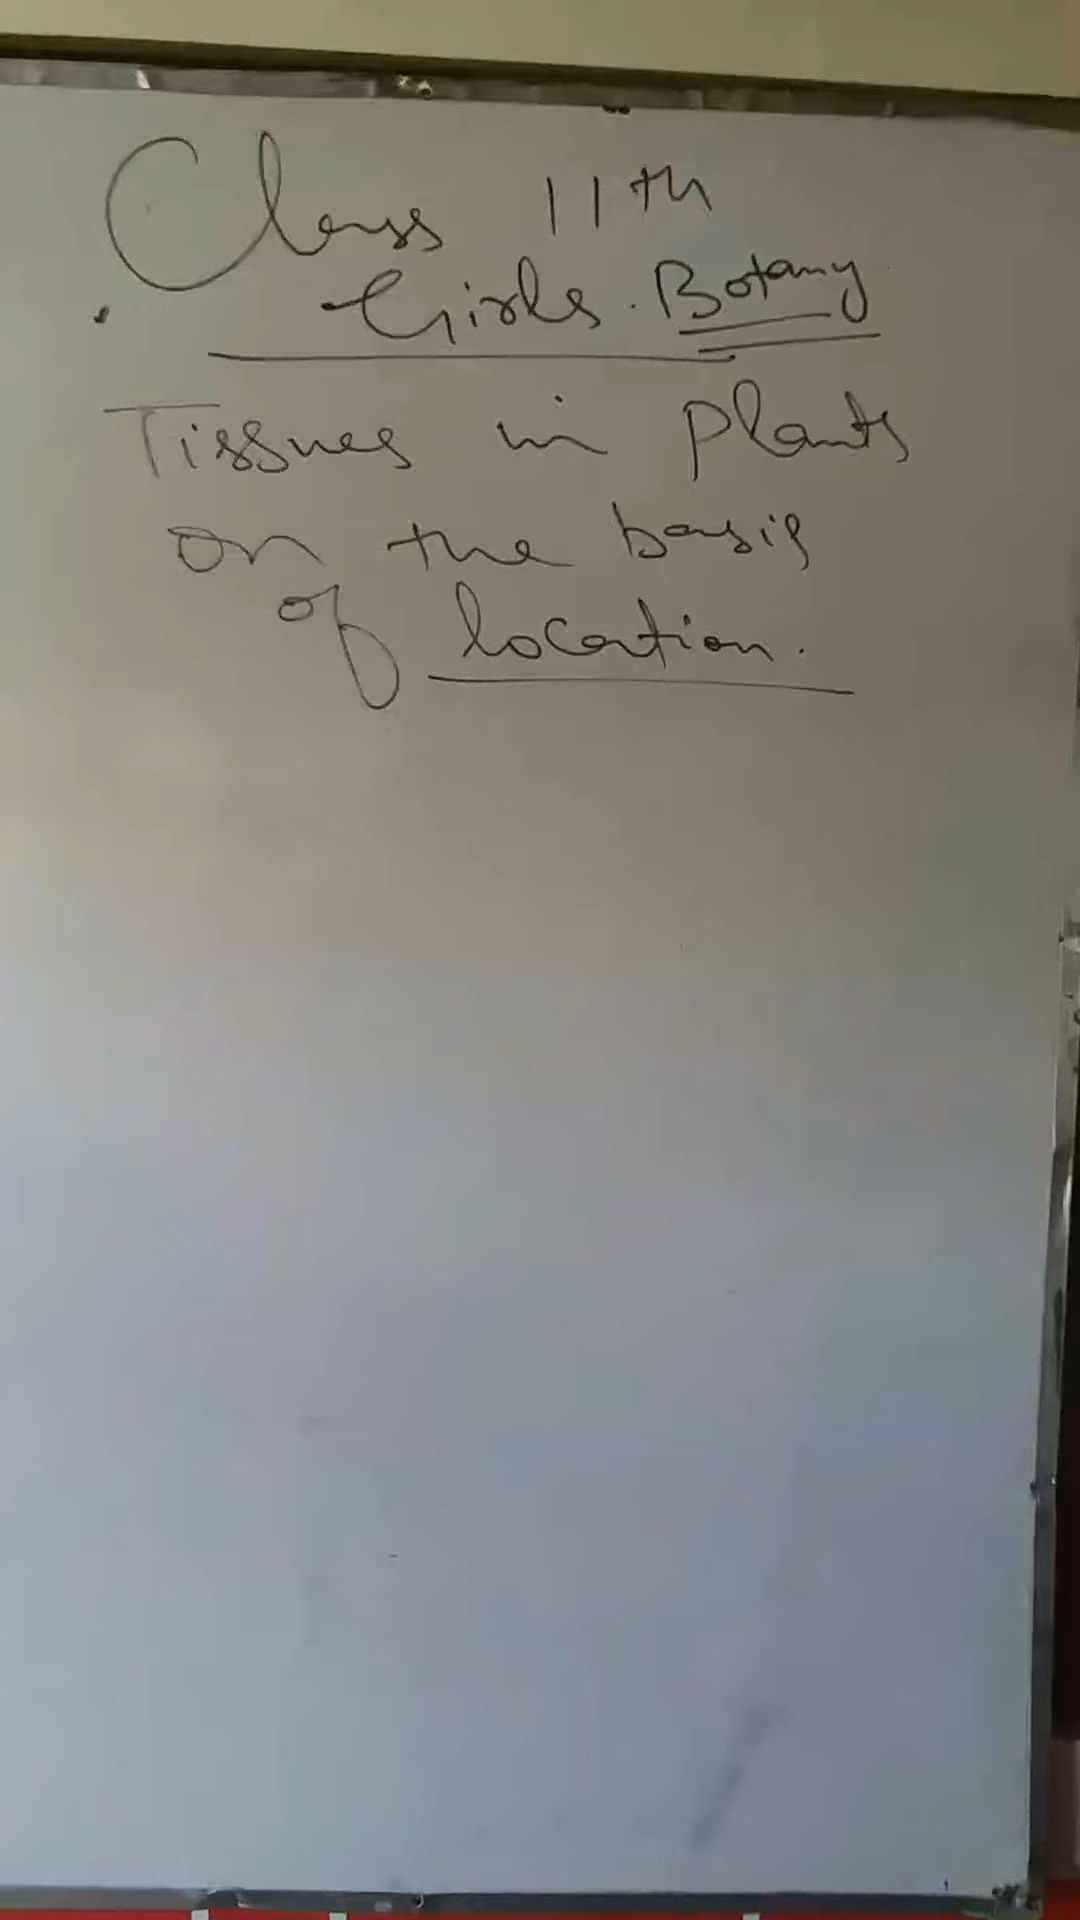 Class 11th
Girls. Botany
Tissues in plants
on the basis
of location.